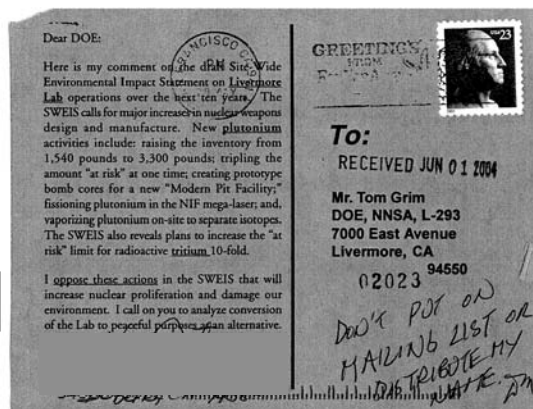 Dear DOE:
Here is my comment on the draft Site-Wide
Environmental Impact Statement on Livermore
Lab operations over the next ten years. The
SWEIS calls for major increases in nuclear weapons
design and manufacture. New plutonium
activities include: raising the inventory from
1,540 pounds to 3,300 pounds; tripling the
amount "at risk" at one time; creating prototype
bomb cores for a new "Modern Pit Facility;"
fissioning plutonium in the NIF mega-laser; and,
vaporizing plutonium on-site to separate isotopes.
The SWEIS also reveals plans to increase the "at
risk" limit for radioactive tritium 10-fold.
I oppose these actions in the SWEIS that will
increase nuclear proliferation and damage our
environment. I call on you to analyze conversion
of the Lab to peaceful purposes as an alternative.
FRANCISCO CA
PM
GREETINGS
FROM
US 23
To:
RECEIVED JUN 01 2004
Mr. Tom Grim
DOE, NNSA, L-293
7000 East Avenue
Livermore, CA
94550
02023
DON'T PUT ON
MAILING LIST OR
DISTRIBUTE MY
NAME.